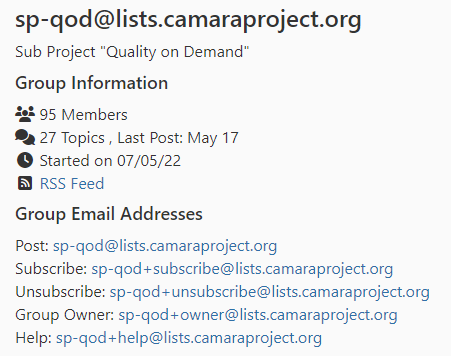 sp-qod@lists.camaraproject.org
Sub Project "Quality on Demand"
Group Information
95 Members
27 Topics , Last Post: May 17
Started on 07/05/22
RSS Feed
Group Email Addresses
Post: sp-qod@lists.camaraproject.org
Subscribe: sp-qod+subscribe@lists.camaraproject.org
Unsubscribe: sp-qod+unsubscribe@lists.camaraproject.org
Group Owner: sp-qod+owner@lists.camaraproject.org
Help: sp-qod+help@lists.camaraproject.org